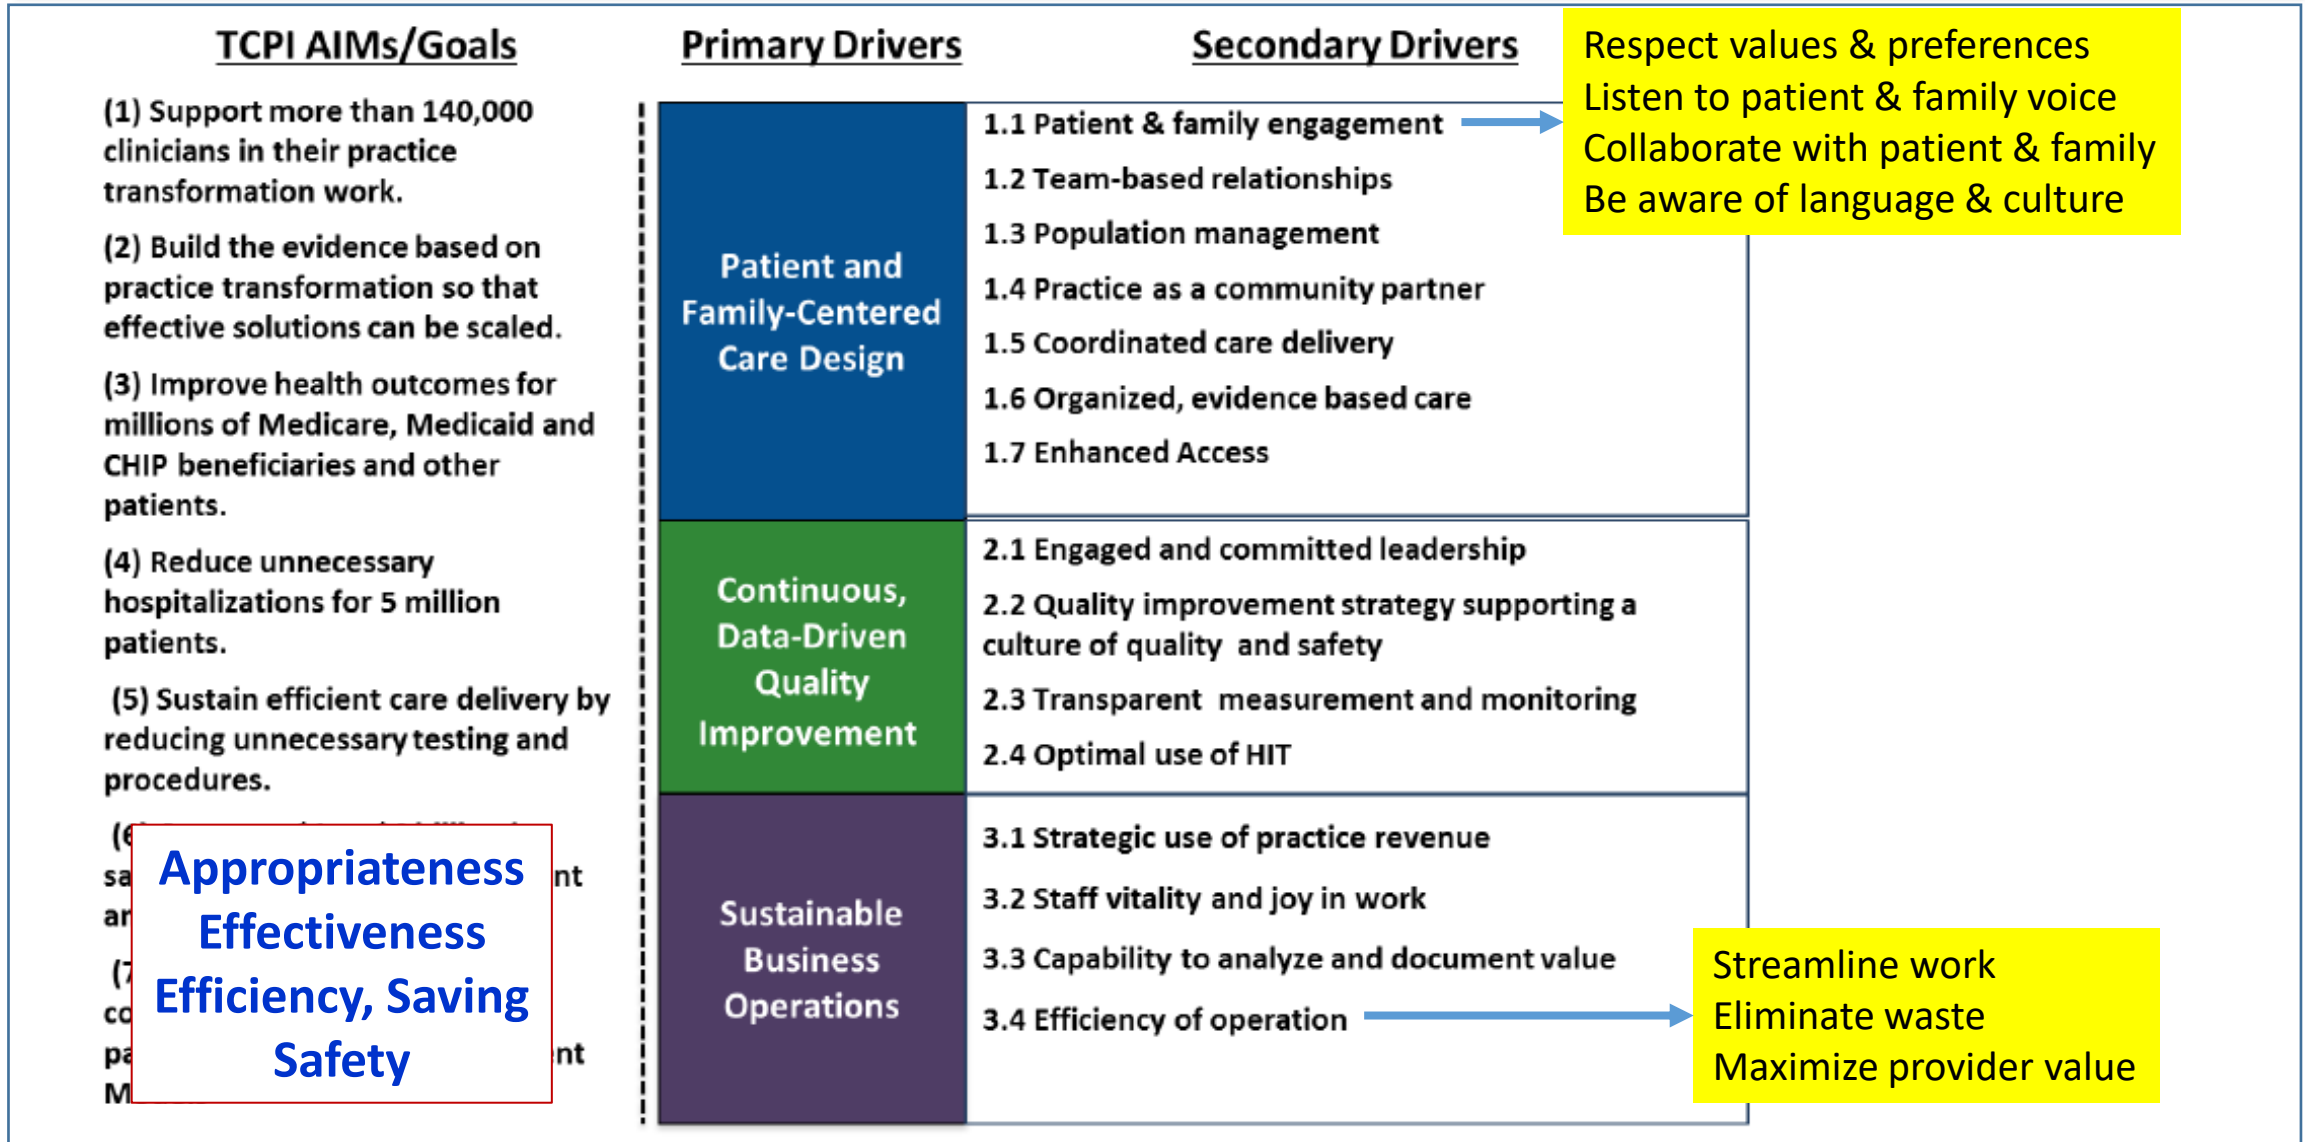 TCPI AIMs/Goals
(1) Support more than 140,000
clinicians in their practice
transformation work.
(2) Build the evidence based on
practice transformation so that
effective solutions can be scaled.
(3) Improve health outcomes for
millions of Medicare, Medicaid and
CHIP beneficiaries and other
patients.
(4) Reduce unnecessary
hospitalizations for 5 million
patients.
(5) Sustain efficient care delivery by
reducing unnecessary testing and
procedures.
Appropriateness
Effectiveness
Efficiency, Saving
Safety
Primary Drivers
Patient and
Family-Centered
Care Design
Continuous,
Data-Driven
Quality
Improvement
Sustainable
Business
Operations
Secondary Drivers
1.1 Patient & family engagement
1.2 Team-based relationships
1.3 Population management
1.4 Practice as a community partner
1.5 Coordinated care delivery
1.6 Organized, evidence based care
1.7 Enhanced Access
2.1 Engaged and committed leadership
2.2 Quality improvement strategy supporting a
culture of quality and safety
2.3 Transparent measurement and monitoring
2.4 Optimal use of HIT
3.1 Strategic use of practice revenue
3.2 Staff vitality and joy in work
3.3 Capability to analyze and document value
3.4 Efficiency of operation
Respect values & preferences
Listen to patient & family voice
Collaborate with patient & family
Be aware of language & culture
Streamline work
Eliminate waste
Maximize provider value